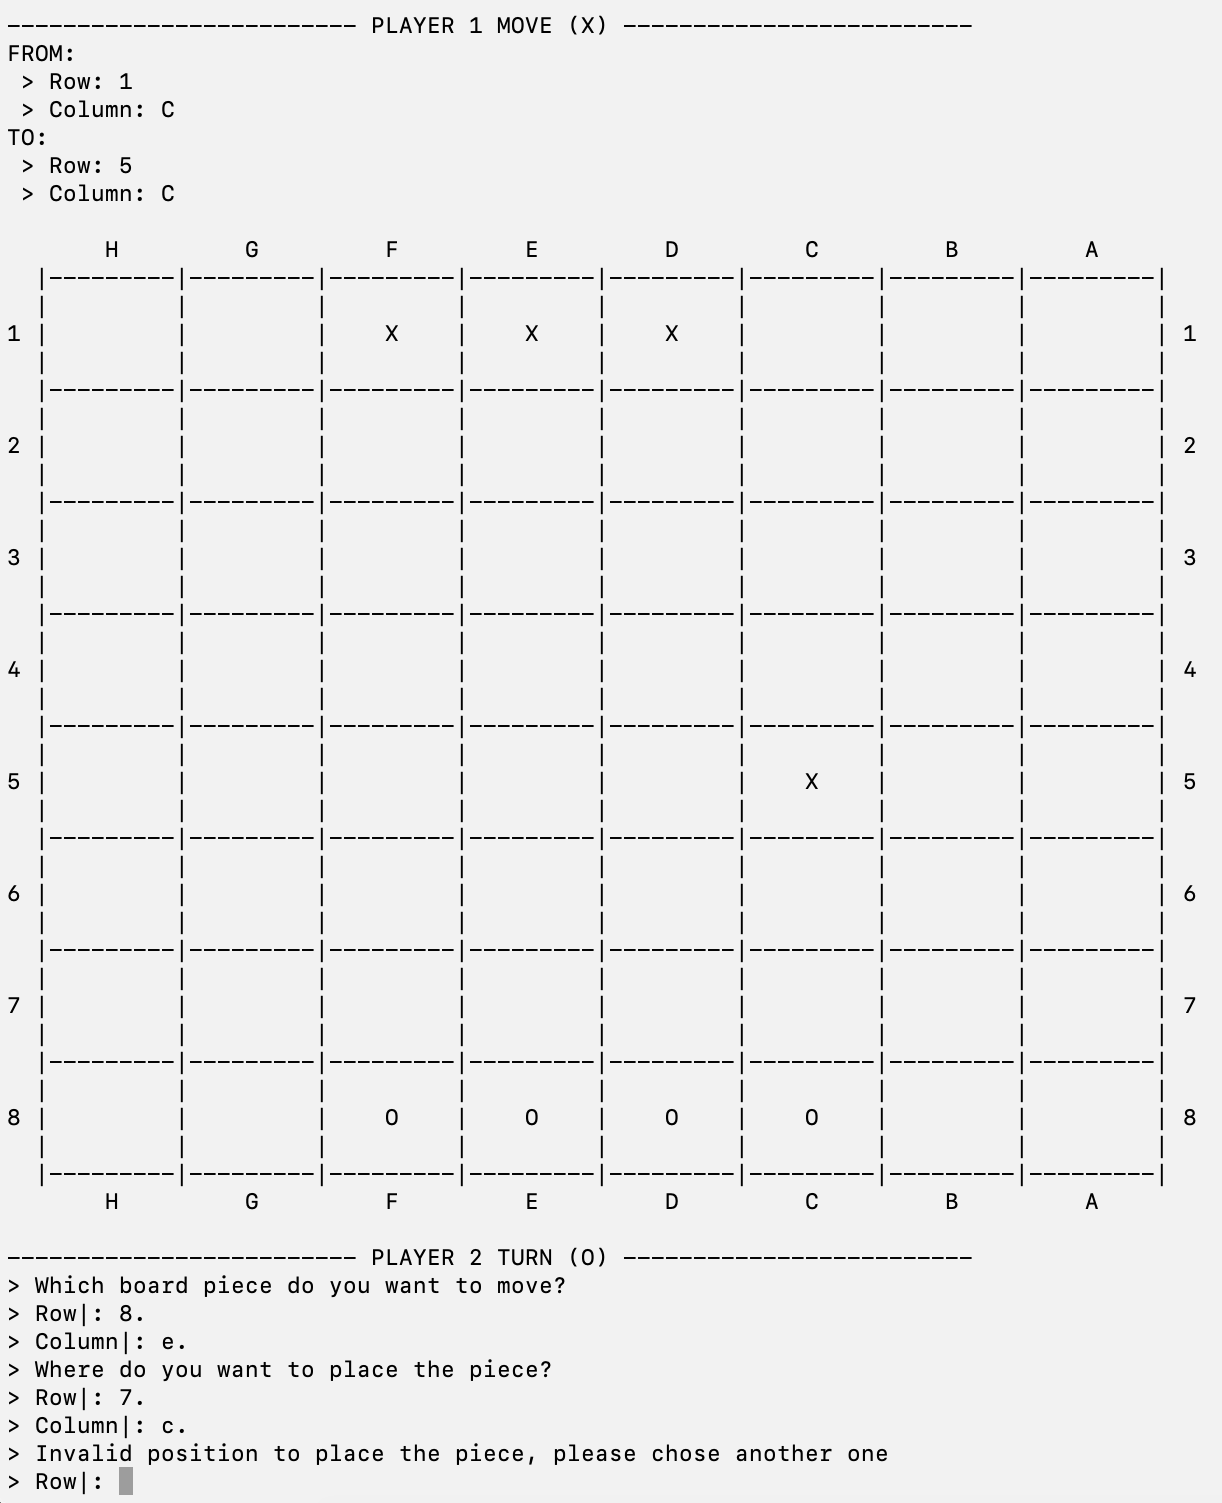 ------------------------- PLAYER 1 MOVE (X) -------------------------
FROM:
 > Row: 1
 > Column: C
TO:
 > Row: 5
 > Column: C
H G F E D C B A
1 X X X 1
2 2
3 3
4 4
5 X 5
6 6
7 7
8 O O O O 8
H G F E D C B A
------------------------- PLAYER 2 TURN (O) -------------------------
> Which board piece do you want to move?
> Row|: 8.
> Column|: e.
> Where do you want to place the piece?
> Row|: 7.
> Column|: c.
> Invalid position to place the piece, please chose another one
> Row|: